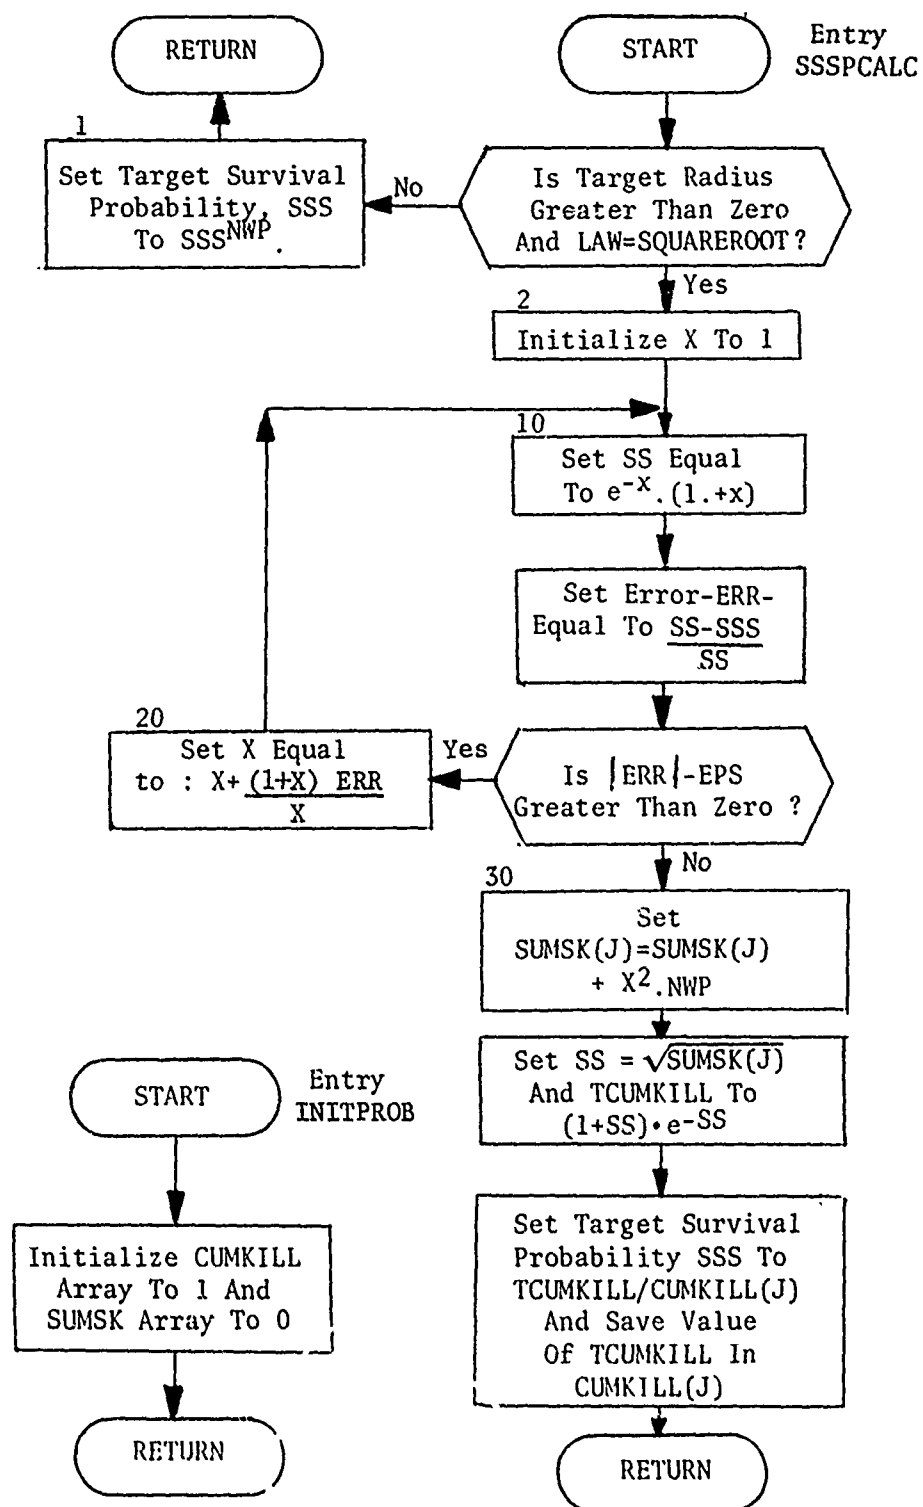 RETURN
START
Entry
SSSPCALC
1
Set Target Survival
Probability, SSS
To SSS^NWP.
No
Is Target Radius
Greater Than Zero
And LAW=SQUAREROOT?
Yes
2
Initialize X To 1
10
Set SS Equal
To e^-x.(1.+x)
Set Error-ERR-
Equal To SS-SSS
SS
20
Set X Equal
to : X+ (1+X) ERR
X
Yes
Is |ERR|-EPS
Greater Than Zero ?
No
30
Set
SUMSK(J)=SUMSK(J)
+ X².NWP
Set SS = √SUMSK(J)
And TCUMKILL To
(1+SS)•e^-SS
Set Target Survival
Probability SSS To
TCUMKILL/CUMKILL(J)
And Save Value
Of TCUMKILL In
CUMKILL(J)
RETURN
START
Entry
INITPROB
Initialize CUMKILL
Array To 1 And
SUMSK Array To 0
RETURN